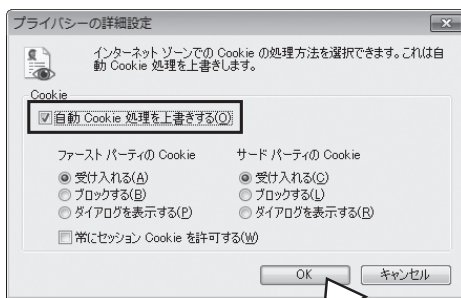 プライバシーの詳細設定
インターネット ゾーンでの Cookie の処理方法を選択できます。これは自
動 Cookie 処理を上書きします。
Cookie
自動 Cookie 処理を上書きする(O)
ファースト パーティの Cookie サード パーティの Cookie
受け入れる(A) 受け入れる(C)
ブロックする(B) ブロックする(L)
ダイアログを表示する(P) ダイアログを表示する(R)
常にセッション Cookie を許可する(W)
OK キャンセル